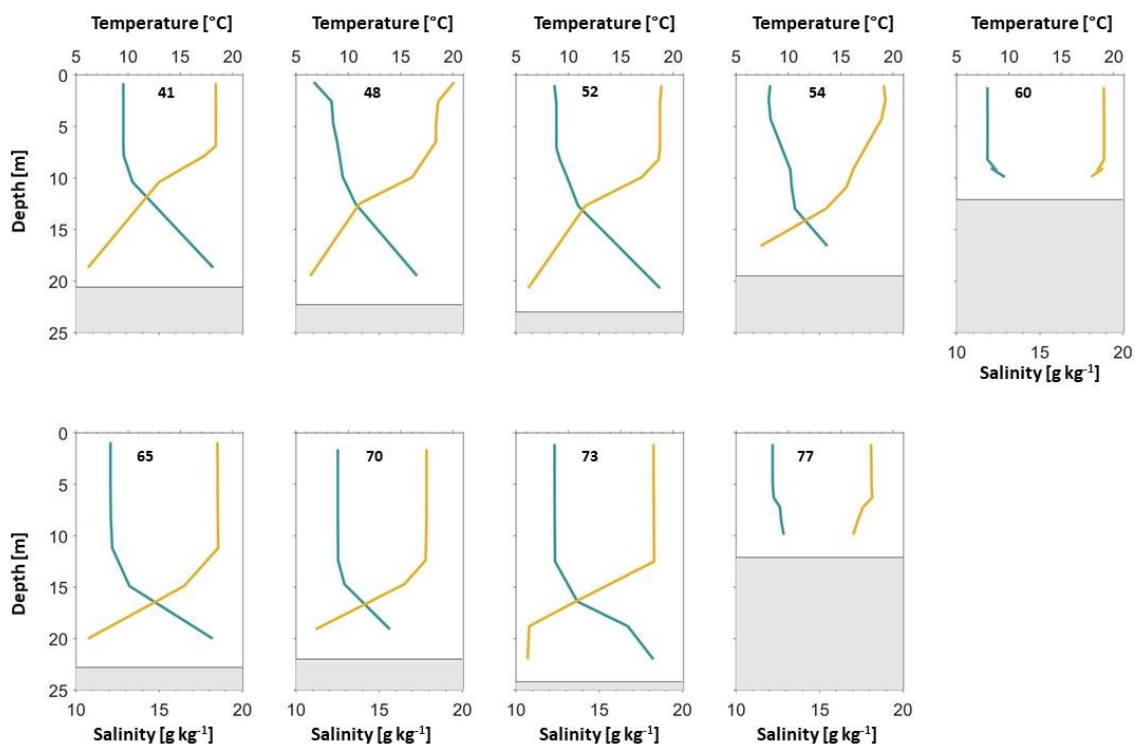 Temperature [°C] Temperature [°C] Temperature [°C] Temperature [°C] Temperature [°C]
5 10 15 20 5 10 15 20 5 10 15 20 5 10 15 20 5 10 15 20
0 41 48 52 54 60
5
10
15
20
25
Depth [m]
10 15 20
Salinity [g kg-1]
0 65 70 73 77
5
10
15
20
25
Depth [m]
10 15 20 10 15 20 10 15 20 10 15 20
Salinity [g kg-1] Salinity [g kg-1] Salinity [g kg-1] Salinity [g kg-1]